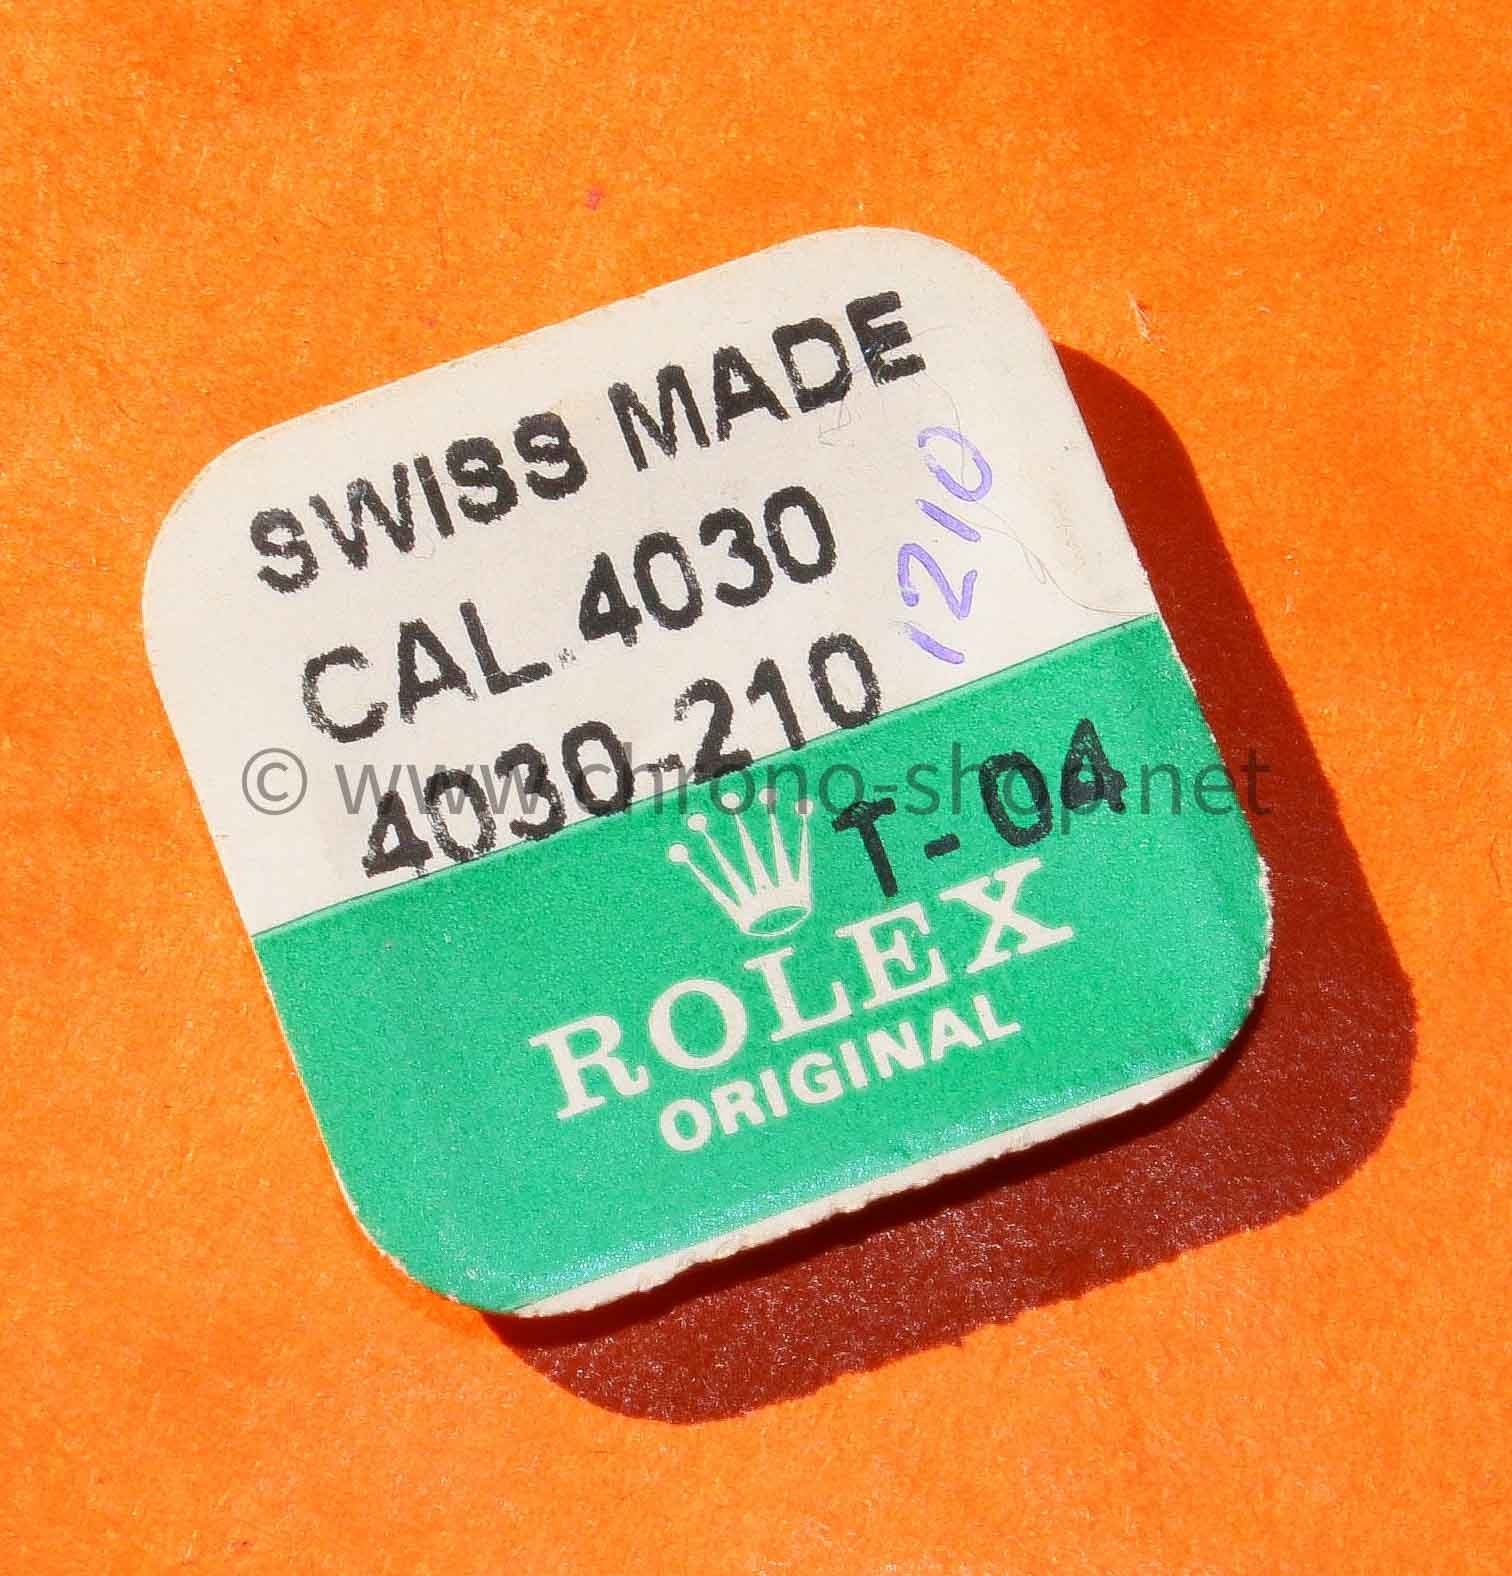 SWISS MADE
CAL. 4030
1210
4030-210
© www.chrono-shop.net
T-04
ROLEX
ORIGINAL